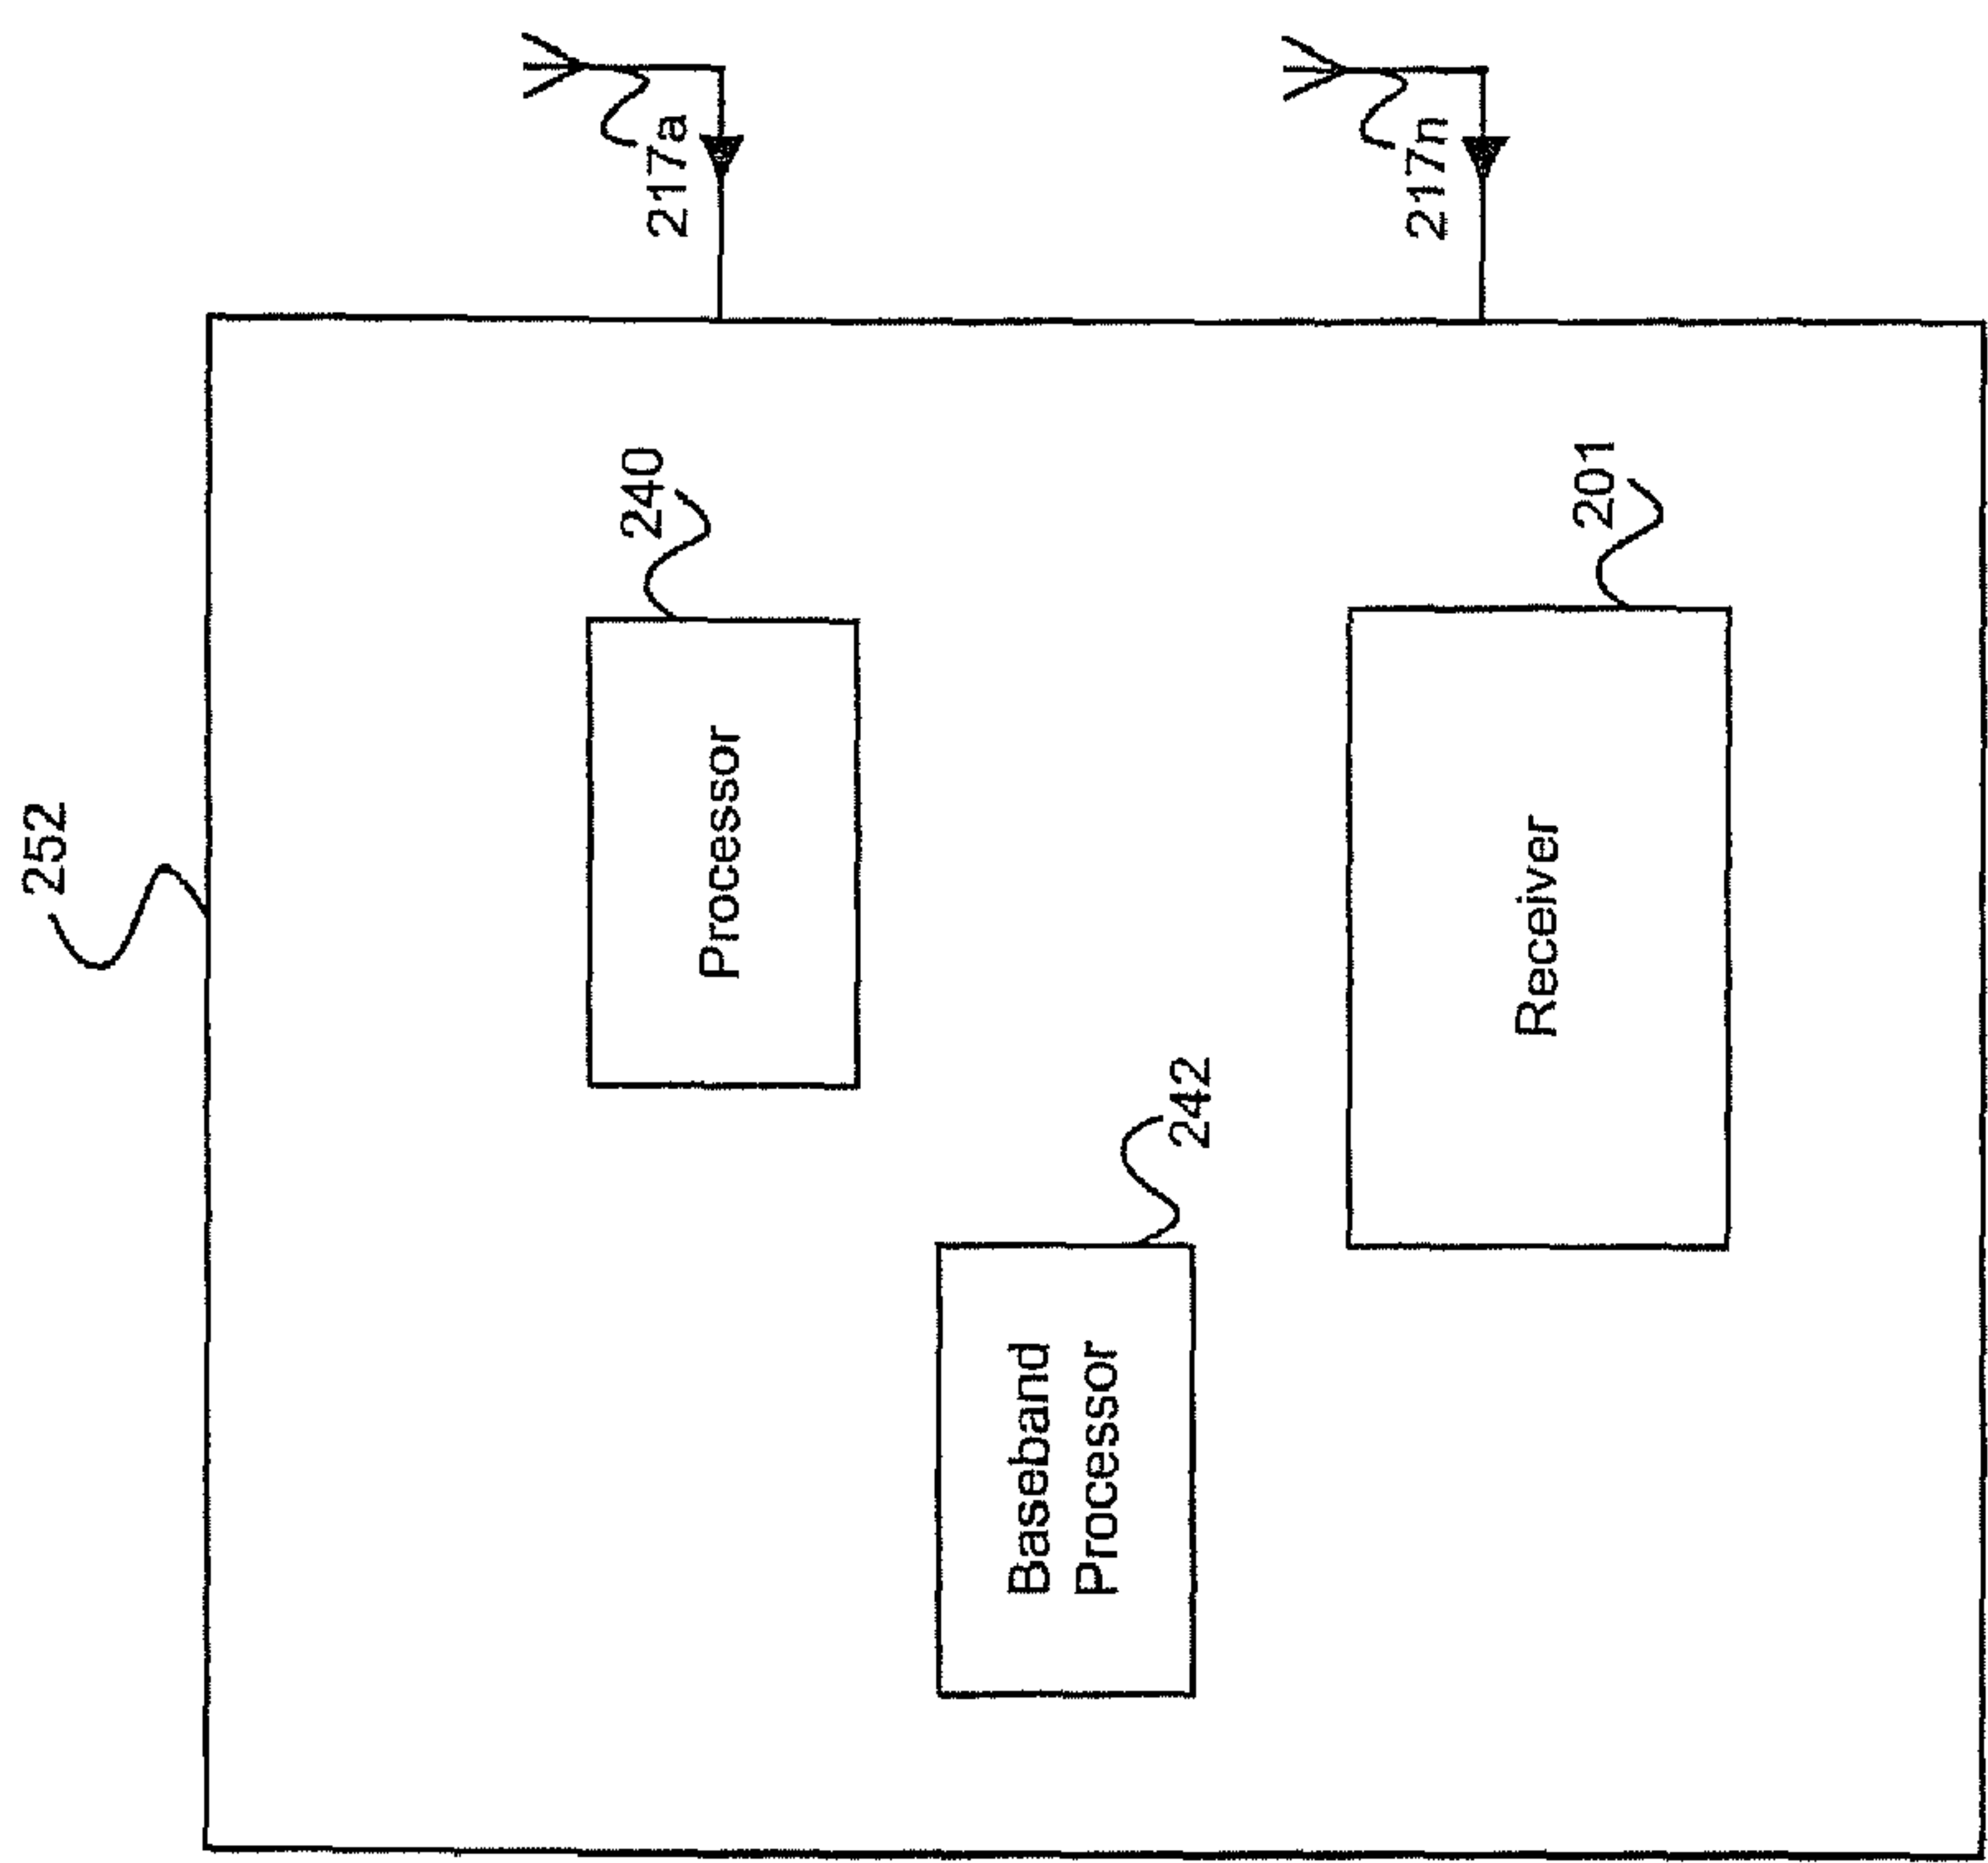 252
217a
240
Processor
Baseband
Processor
242
217n
201
Receiver